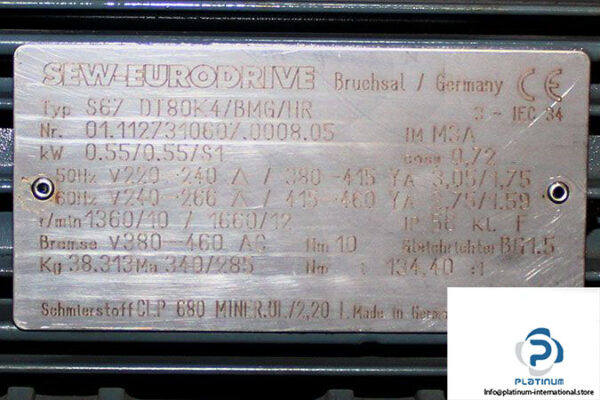 SEW-EURODRIVE Bruchsal / Germany CE
Typ S67 DT80K4/BMG/HR 3 ~ IEC 34
Nr. 01.1127310607.0008.05 IM M3A
kW 0.55/0.55/S1 cosφ 0,72
50Hz V220-240 Δ / 380-415 Y A 3,05/1,75
60Hz V240-266 Δ / 415-460 Y A 2,75/1.59
r/min 1360/10 / 1660/12 IP 56 Kl. F
Bremse V380-460 AC Nm 10 Gleichrichter BG1.5
Kg 38.313 Ma 340/285 Nm i 134,40 :1
Schmierstoff CLP 680 MINER.ÖL/2,20 l. Made in
P
PLATINUM
Info@platinum-international.store